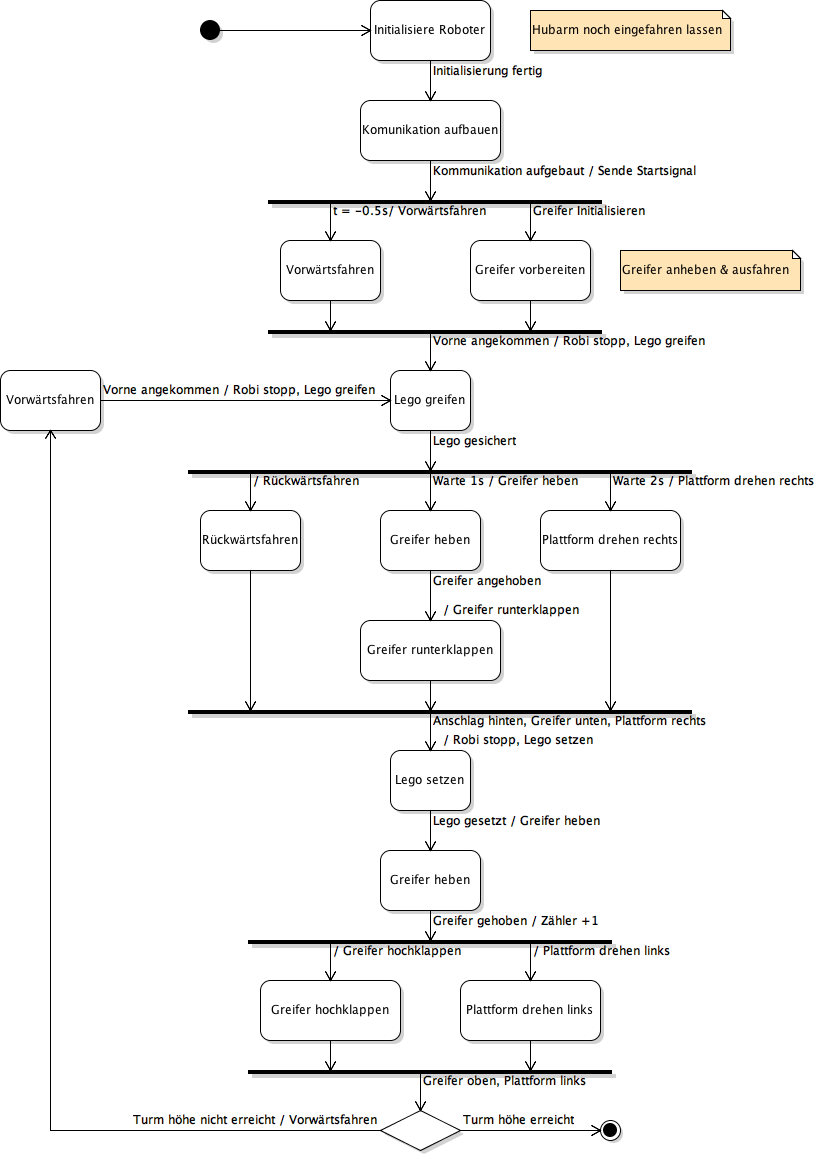 Initialisiere Roboter
Hubarm noch eingefahren lassen
Initialisierung fertig
Komunikation aufbauen
Kommunikation aufgebaut / Sende Startsignal
t = -0.5s/ Vorwärtsfahren
Greifer Initialisieren
Vorwärtsfahren
Greifer vorbereiten
Greifer anheben & ausfahren
Vorne angekommen / Robi stopp, Lego greifen
Vorwärtsfahren
Vorne angekommen / Robi stopp, Lego greifen
Lego greifen
Lego gesichert
/ Rückwärtsfahren
Warte 1s / Greifer heben
Warte 2s / Plattform drehen rechts
Rückwärtsfahren
Greifer heben
Plattform drehen rechts
Greifer angehoben
/ Greifer runterklappen
Greifer runterklappen
Anschlag hinten, Greifer unten, Plattform rechts
/ Robi stopp, Lego setzen
Lego setzen
Lego gesetzt / Greifer heben
Greifer heben
Greifer gehoben / Zähler +1
/ Greifer hochklappen
/ Plattform drehen links
Greifer hochklappen
Plattform drehen links
Greifer oben, Plattform links
Turm höhe nicht erreicht / Vorwärtsfahren
Turm höhe erreicht